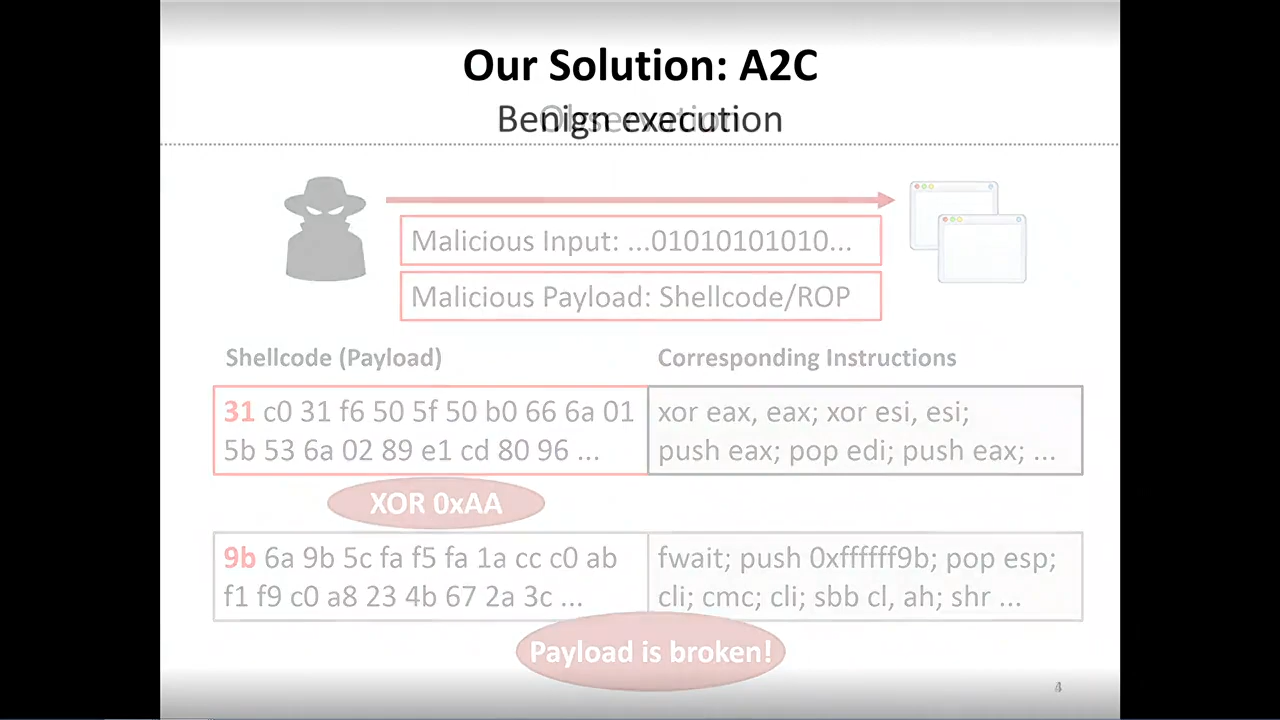 Our Solution: A2C
Benign execution
Observation
Malicious Input: ...01010101010...
Malicious Payload: Shellcode/ROP
Shellcode (Payload)
Corresponding Instructions
31 c0 31 f6 50 5f 50 b0 66 6a 01
5b 53 6a 02 89 e1 cd 80 96 ...
xor eax, eax; xor esi, esi;
push eax; pop edi; push eax; ...
XOR 0xAA
9b 6a 9b 5c fa f5 fa 1a cc c0 ab
f1 f9 c0 a8 23 4b 67 2a 3c ...
fwait; push 0xffffff9b; pop esp;
cli; cmc; cli; sbb cl, ah; shr ...
Payload is broken!